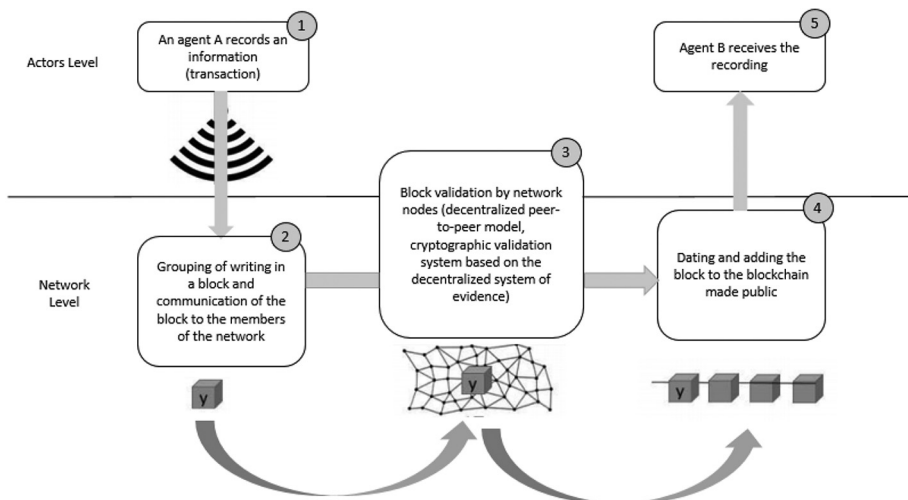 1
An agent A records an
information
(transaction)
5
Agent B receives the
recording
Actors Level
3
Block validation by network
nodes (decentralized peer-
to-peer model,
cryptographic validation
system based on the
decentralized system of
evidence)
2
Grouping of writing in
a block and
communication of the
block to the members
of the network
4
Dating and adding the
block to the blockchain
made public
Network
Level
y
y
y